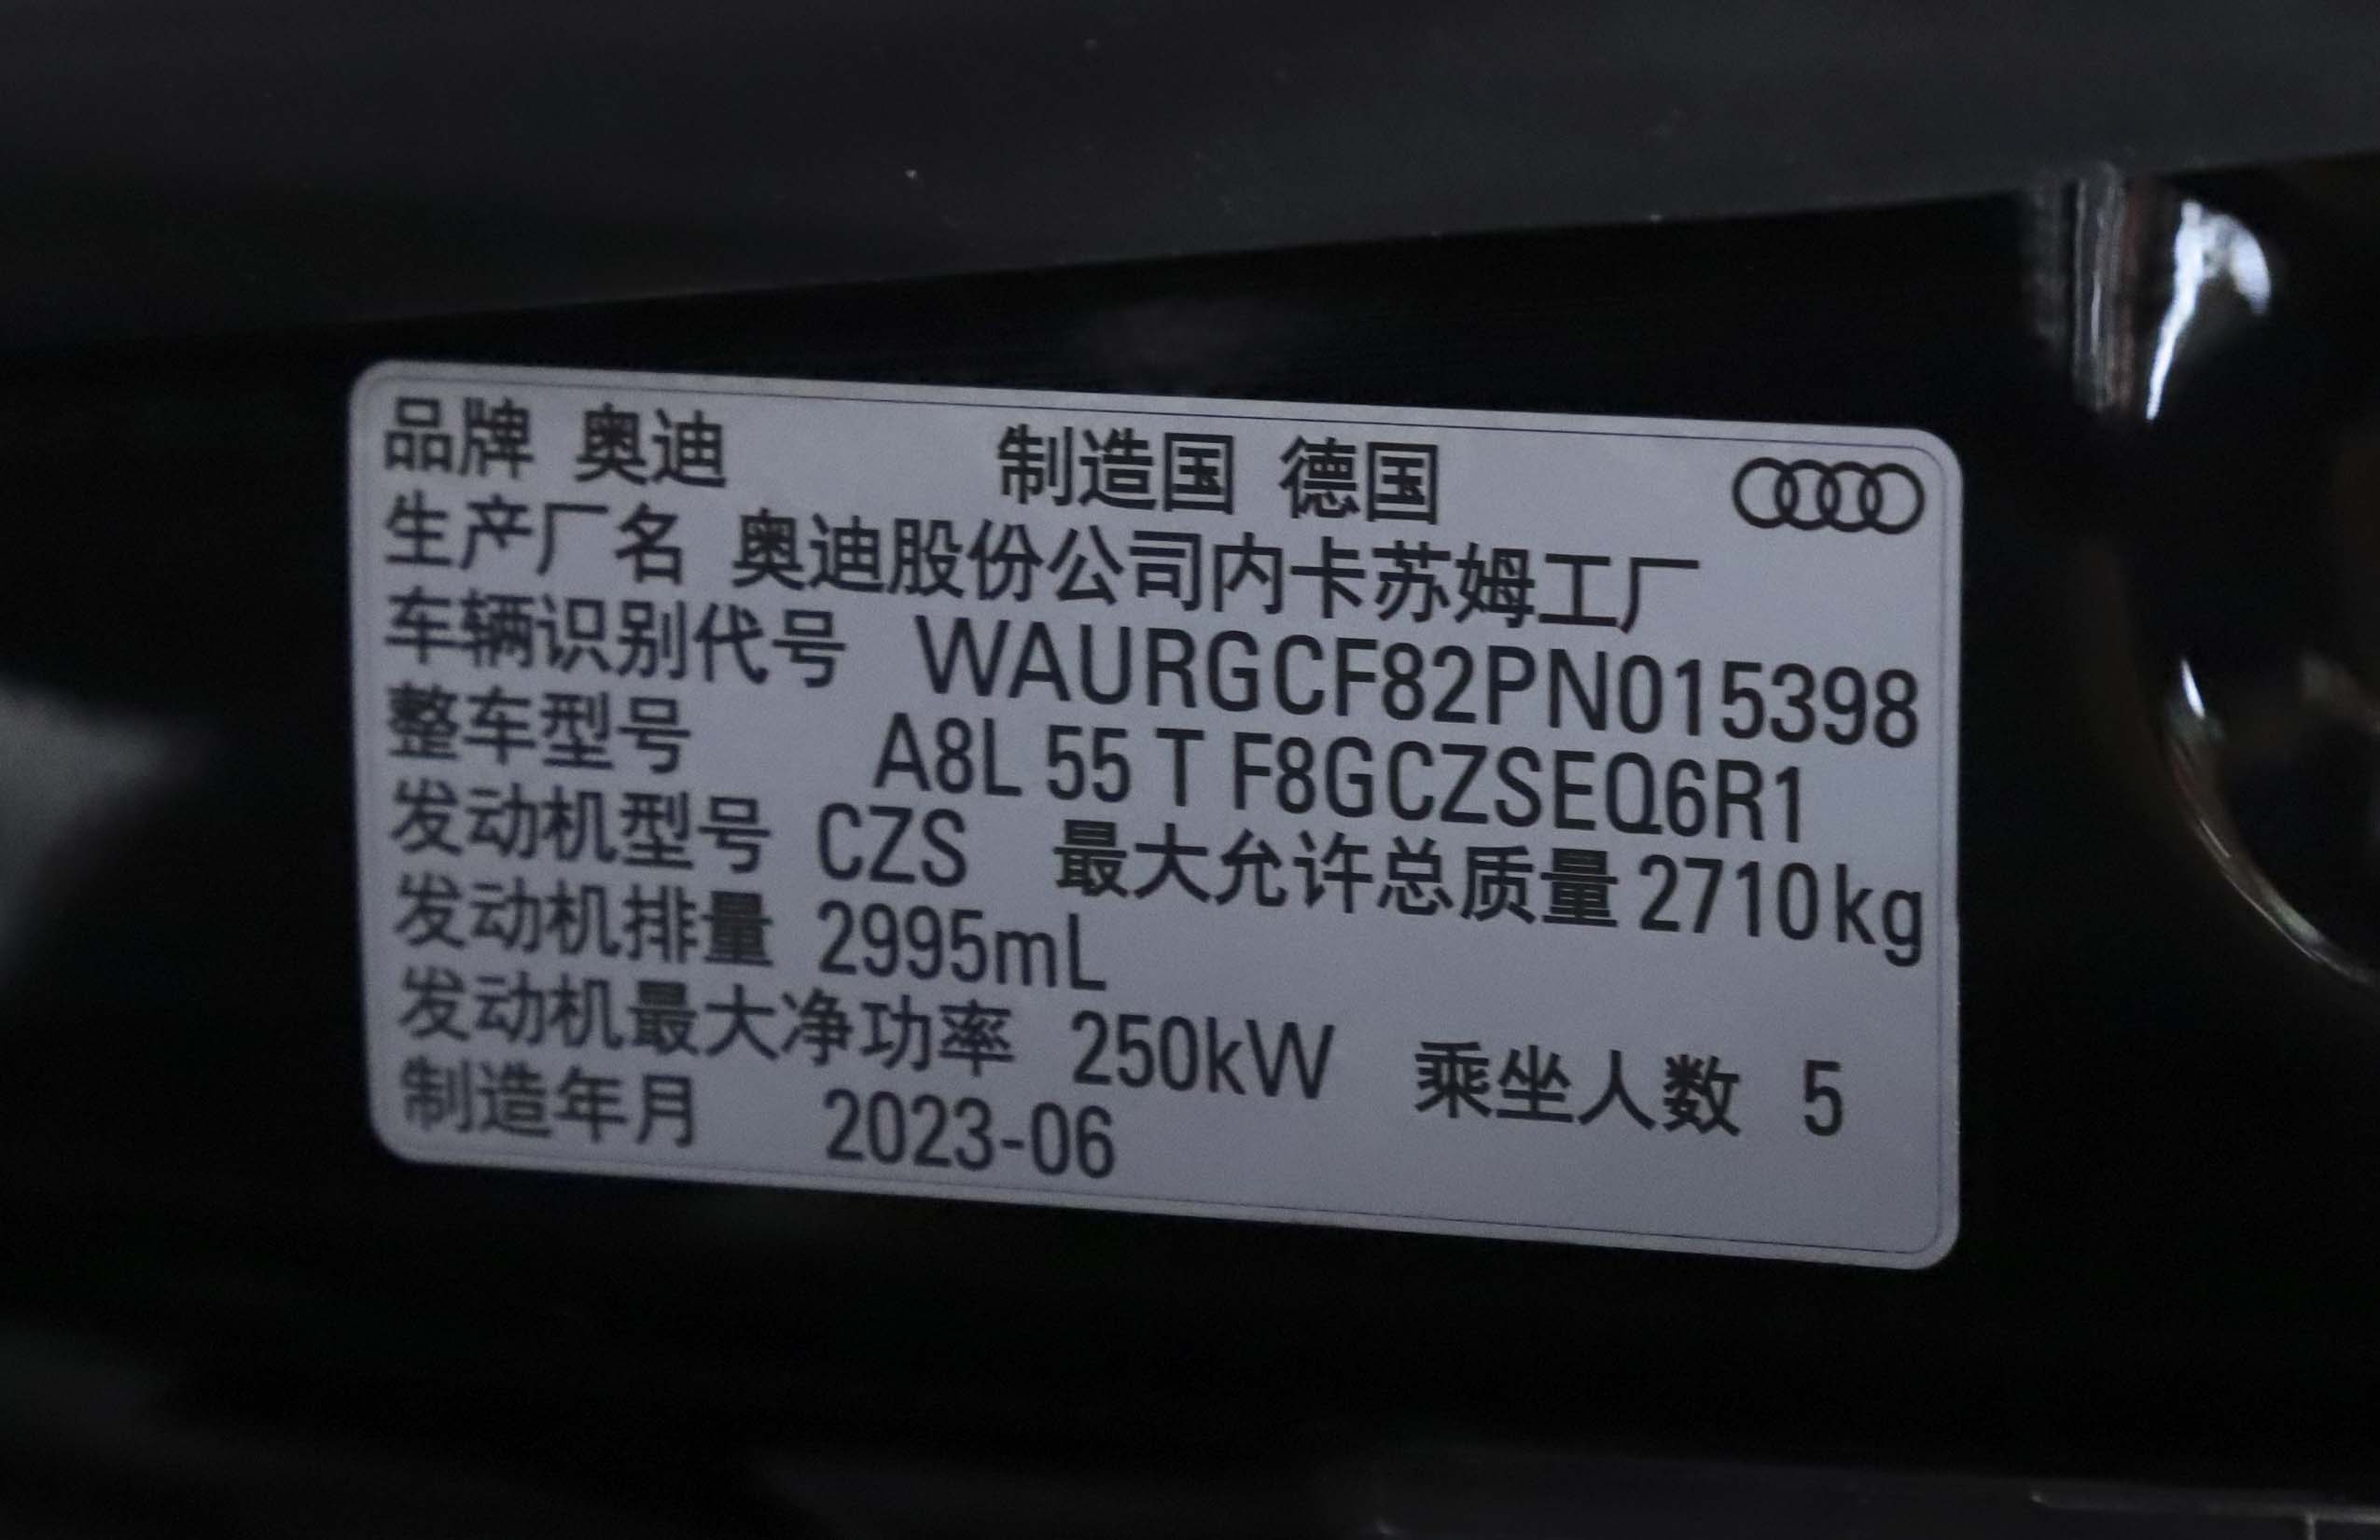 品牌 奥迪 制造国 德国
生产厂名 奥迪股份公司内卡苏姆工厂
车辆识别代号 WAURGCF82PN015398
整车型号 A8L 55 T F8GCZSEQ6R1
发动机型号 CZS 最大允许总质量 2710kg
发动机排量 2995mL
发动机最大净功率 250kW 乘坐人数 5
制造年月 2023-06